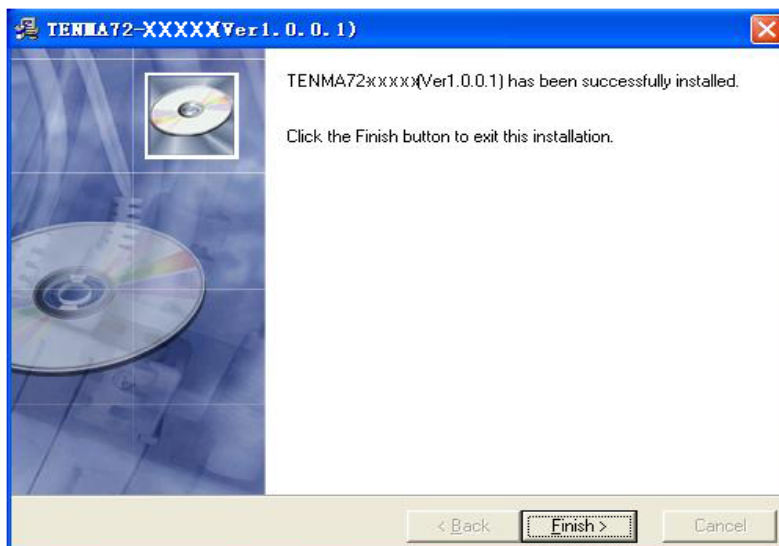 TENMA72-XXXXX(Ver1.0.0.1)
TENMA72xxxxx(Ver1.0.0.1) has been successfully installed.
Click the Finish button to exit this installation.
< Back
Finish >
Cancel